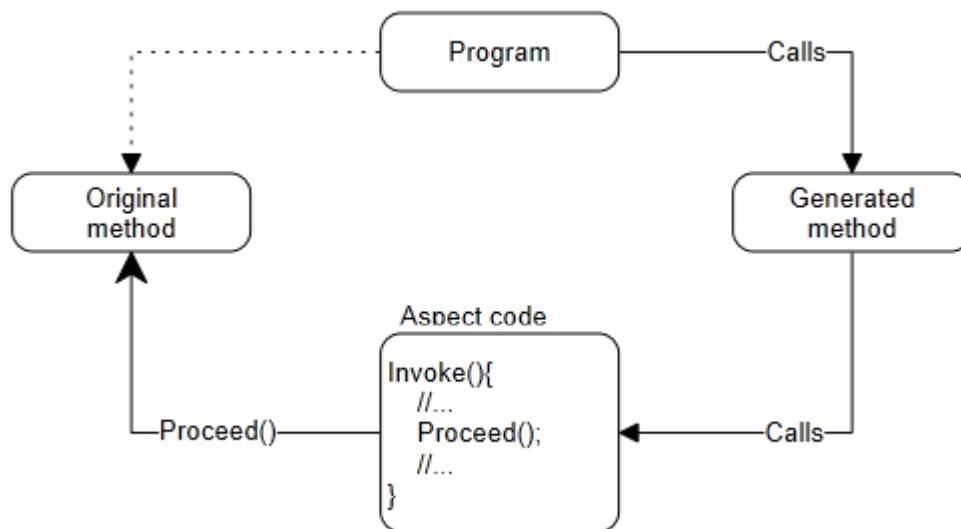 Program
Calls
Original
method
Generated
method
Aspect code
Invoke(){
//...
Proceed();
//...
}
Proceed()
Calls